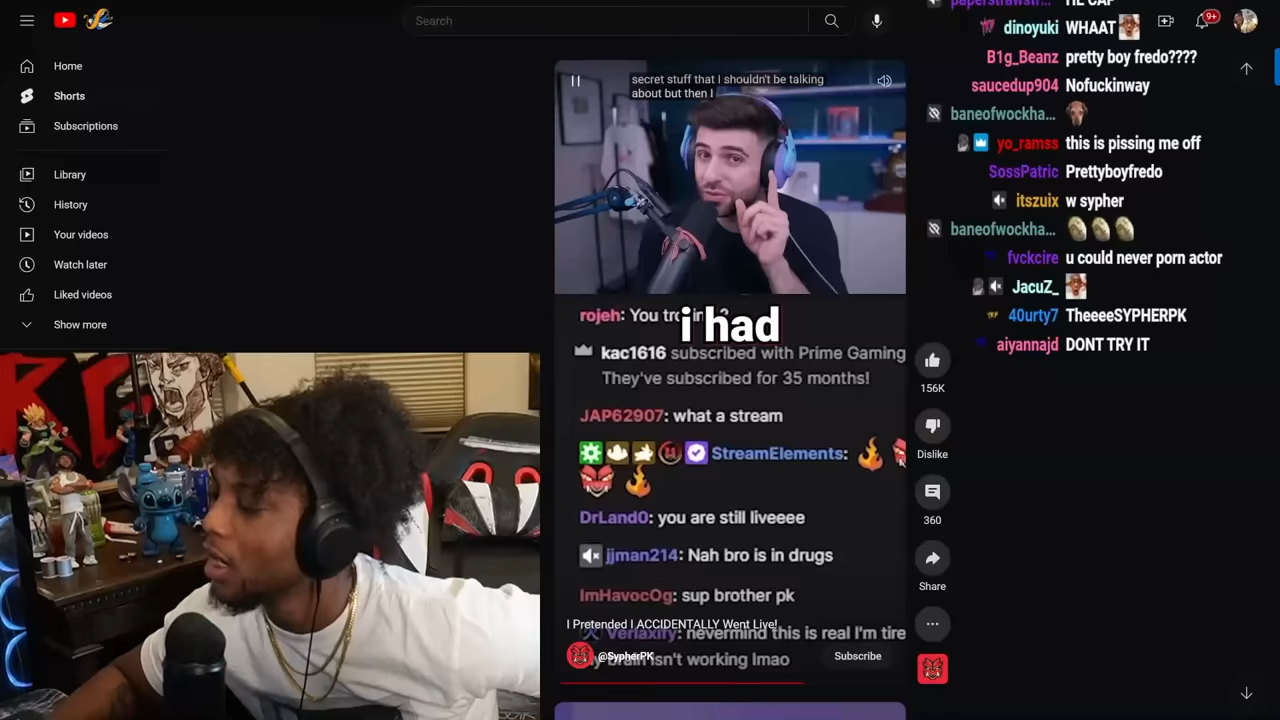 Search
9+
Home
Shorts
Subscriptions
Library
History
Your videos
Watch later
Liked videos
Show more
secret stuff that I shouldn't be talking
about but then I
i had
rojeh: You
kac1616 subscribed with Prime Gaming
They've subscribed for 35 months!
JAP62907: what a stream
StreamElements:
DrLand0: you are still liveeee
jjman214: Nah bro is in drugs
ImHavocOg: sup brother pk
I Pretended I ACCIDENTALLY Went Live!
Verlaxify: nevermind this is real I'm tire
@SypherPK
brain isn't working lmao
Subscribe
156K
Dislike
360
Share
HE CAP
dinoyuki WHAAT
B1g_Beanz pretty boy fredo????
saucedup904 Nofuckinway
baneofwockha...
yo_ramss this is pissing me off
SossPatric Prettyboyfredo
itszuix w sypher
baneofwockha...
fvckcire u could never porn actor
JacuZ_
40urty7 TheeeeSYPHERPK
aiyannajd DONT TRY IT